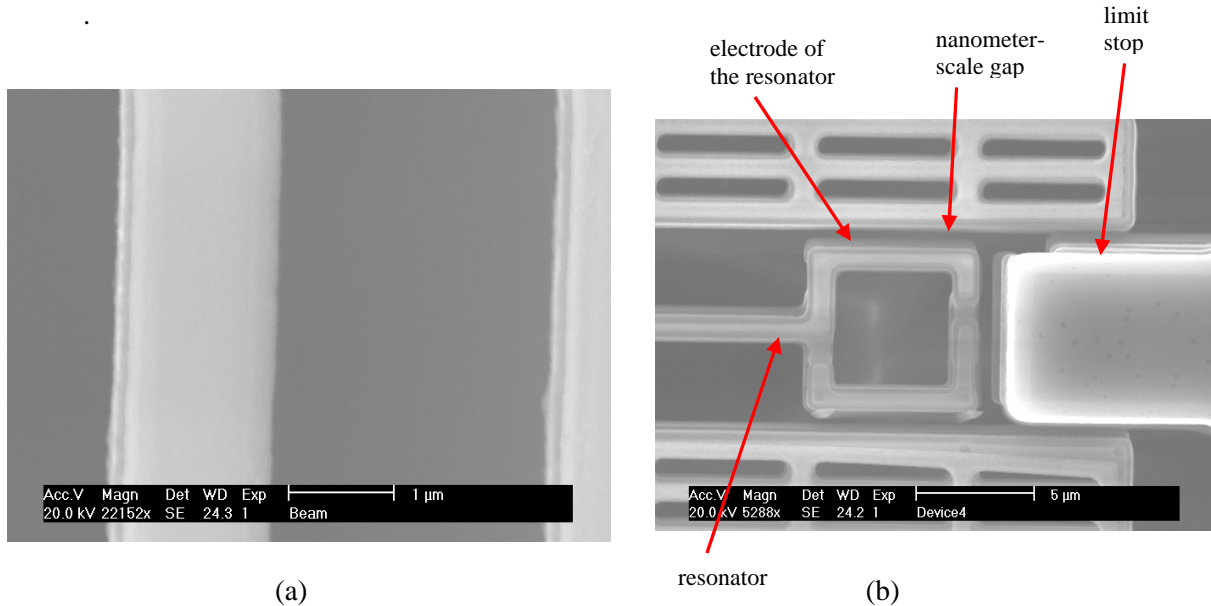 .
electrode of
the resonator
nanometer-
scale gap
limit
stop
Acc.V Magn Det WD Exp 1 µm
20.0 kV 22152x SE 24.3 1 Beam
Acc.V Magn Det WD Exp 5 µm
20.0 kV 5288x SE 24.2 1 Device4
resonator
(a)
(b)